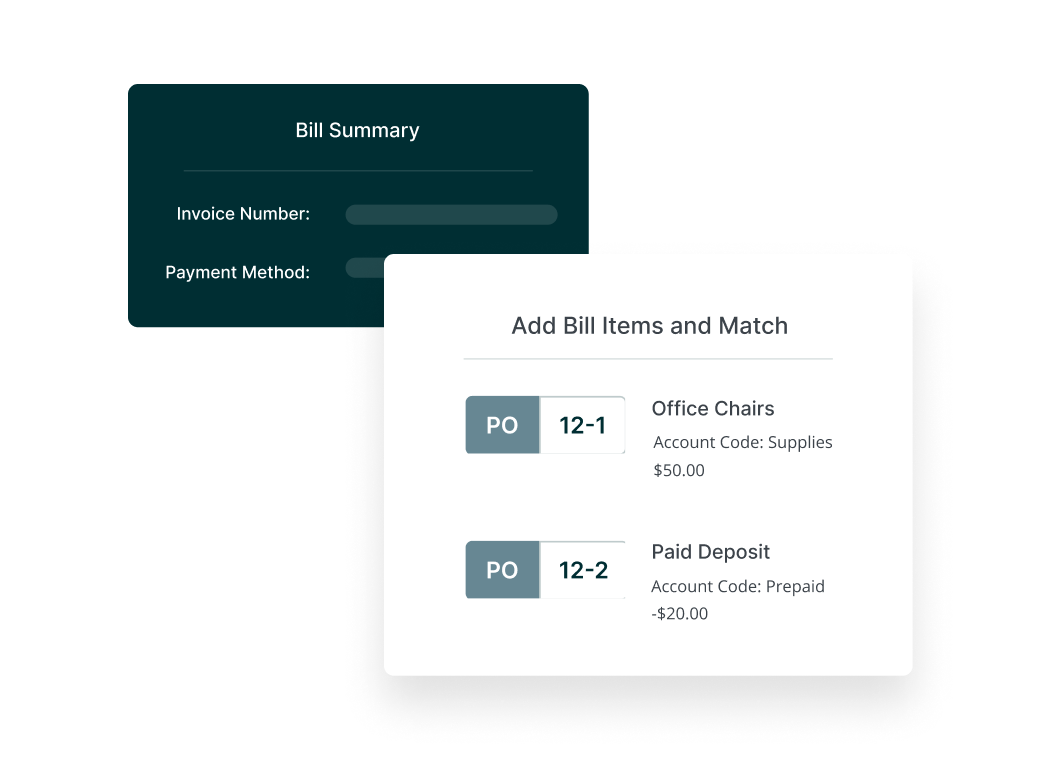 Bill Summary
Invoice Number:
Payment Method:
Add Bill Items and Match
PO 12-1
Office Chairs
Account Code: Supplies
$50.00
PO 12-2
Paid Deposit
Account Code: Prepaid
-$20.00